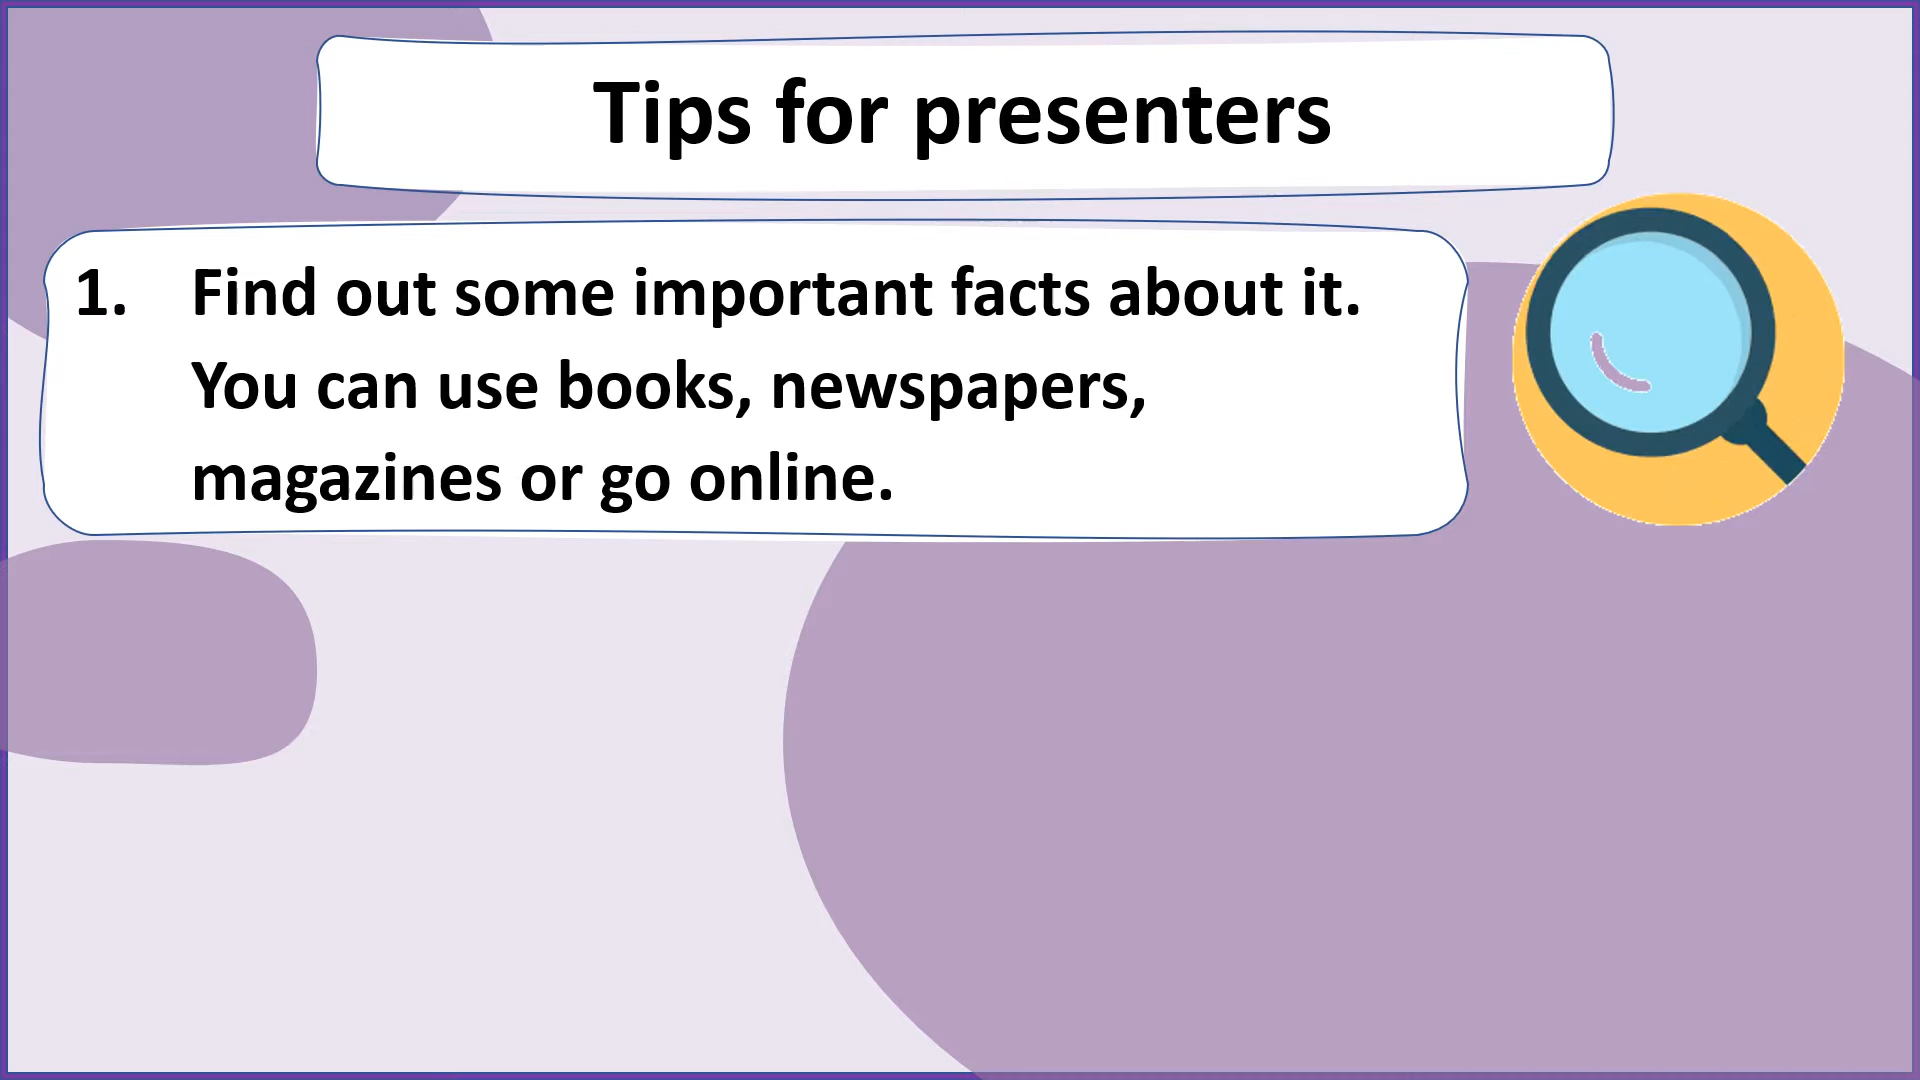 Tips for presenters
1. Find out some important facts about it.
You can use books, newspapers,
magazines or go online.